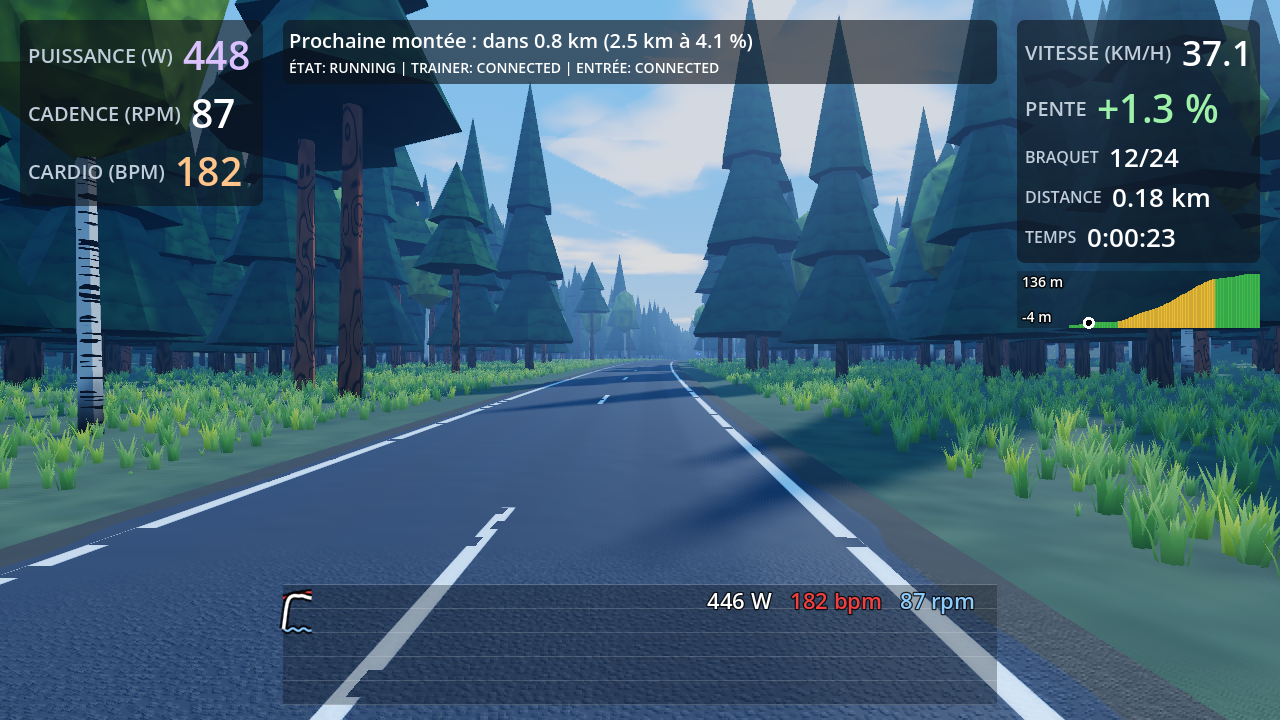 PUISSANCE (W) 448
CADENCE (RPM) 87
CARDIO (BPM) 182
Prochaine montée : dans 0.8 km (2.5 km à 4.1 %)
ÉTAT: RUNNING | TRAINER: CONNECTED | ENTRÉE: CONNECTED
VITESSE (KM/H) 37.1
PENTE +1.3 %
BRAQUET 12/24
DISTANCE 0.18 km
TEMPS 0:00:23
136 m
-4 m
446 W 182 bpm 87 rpm